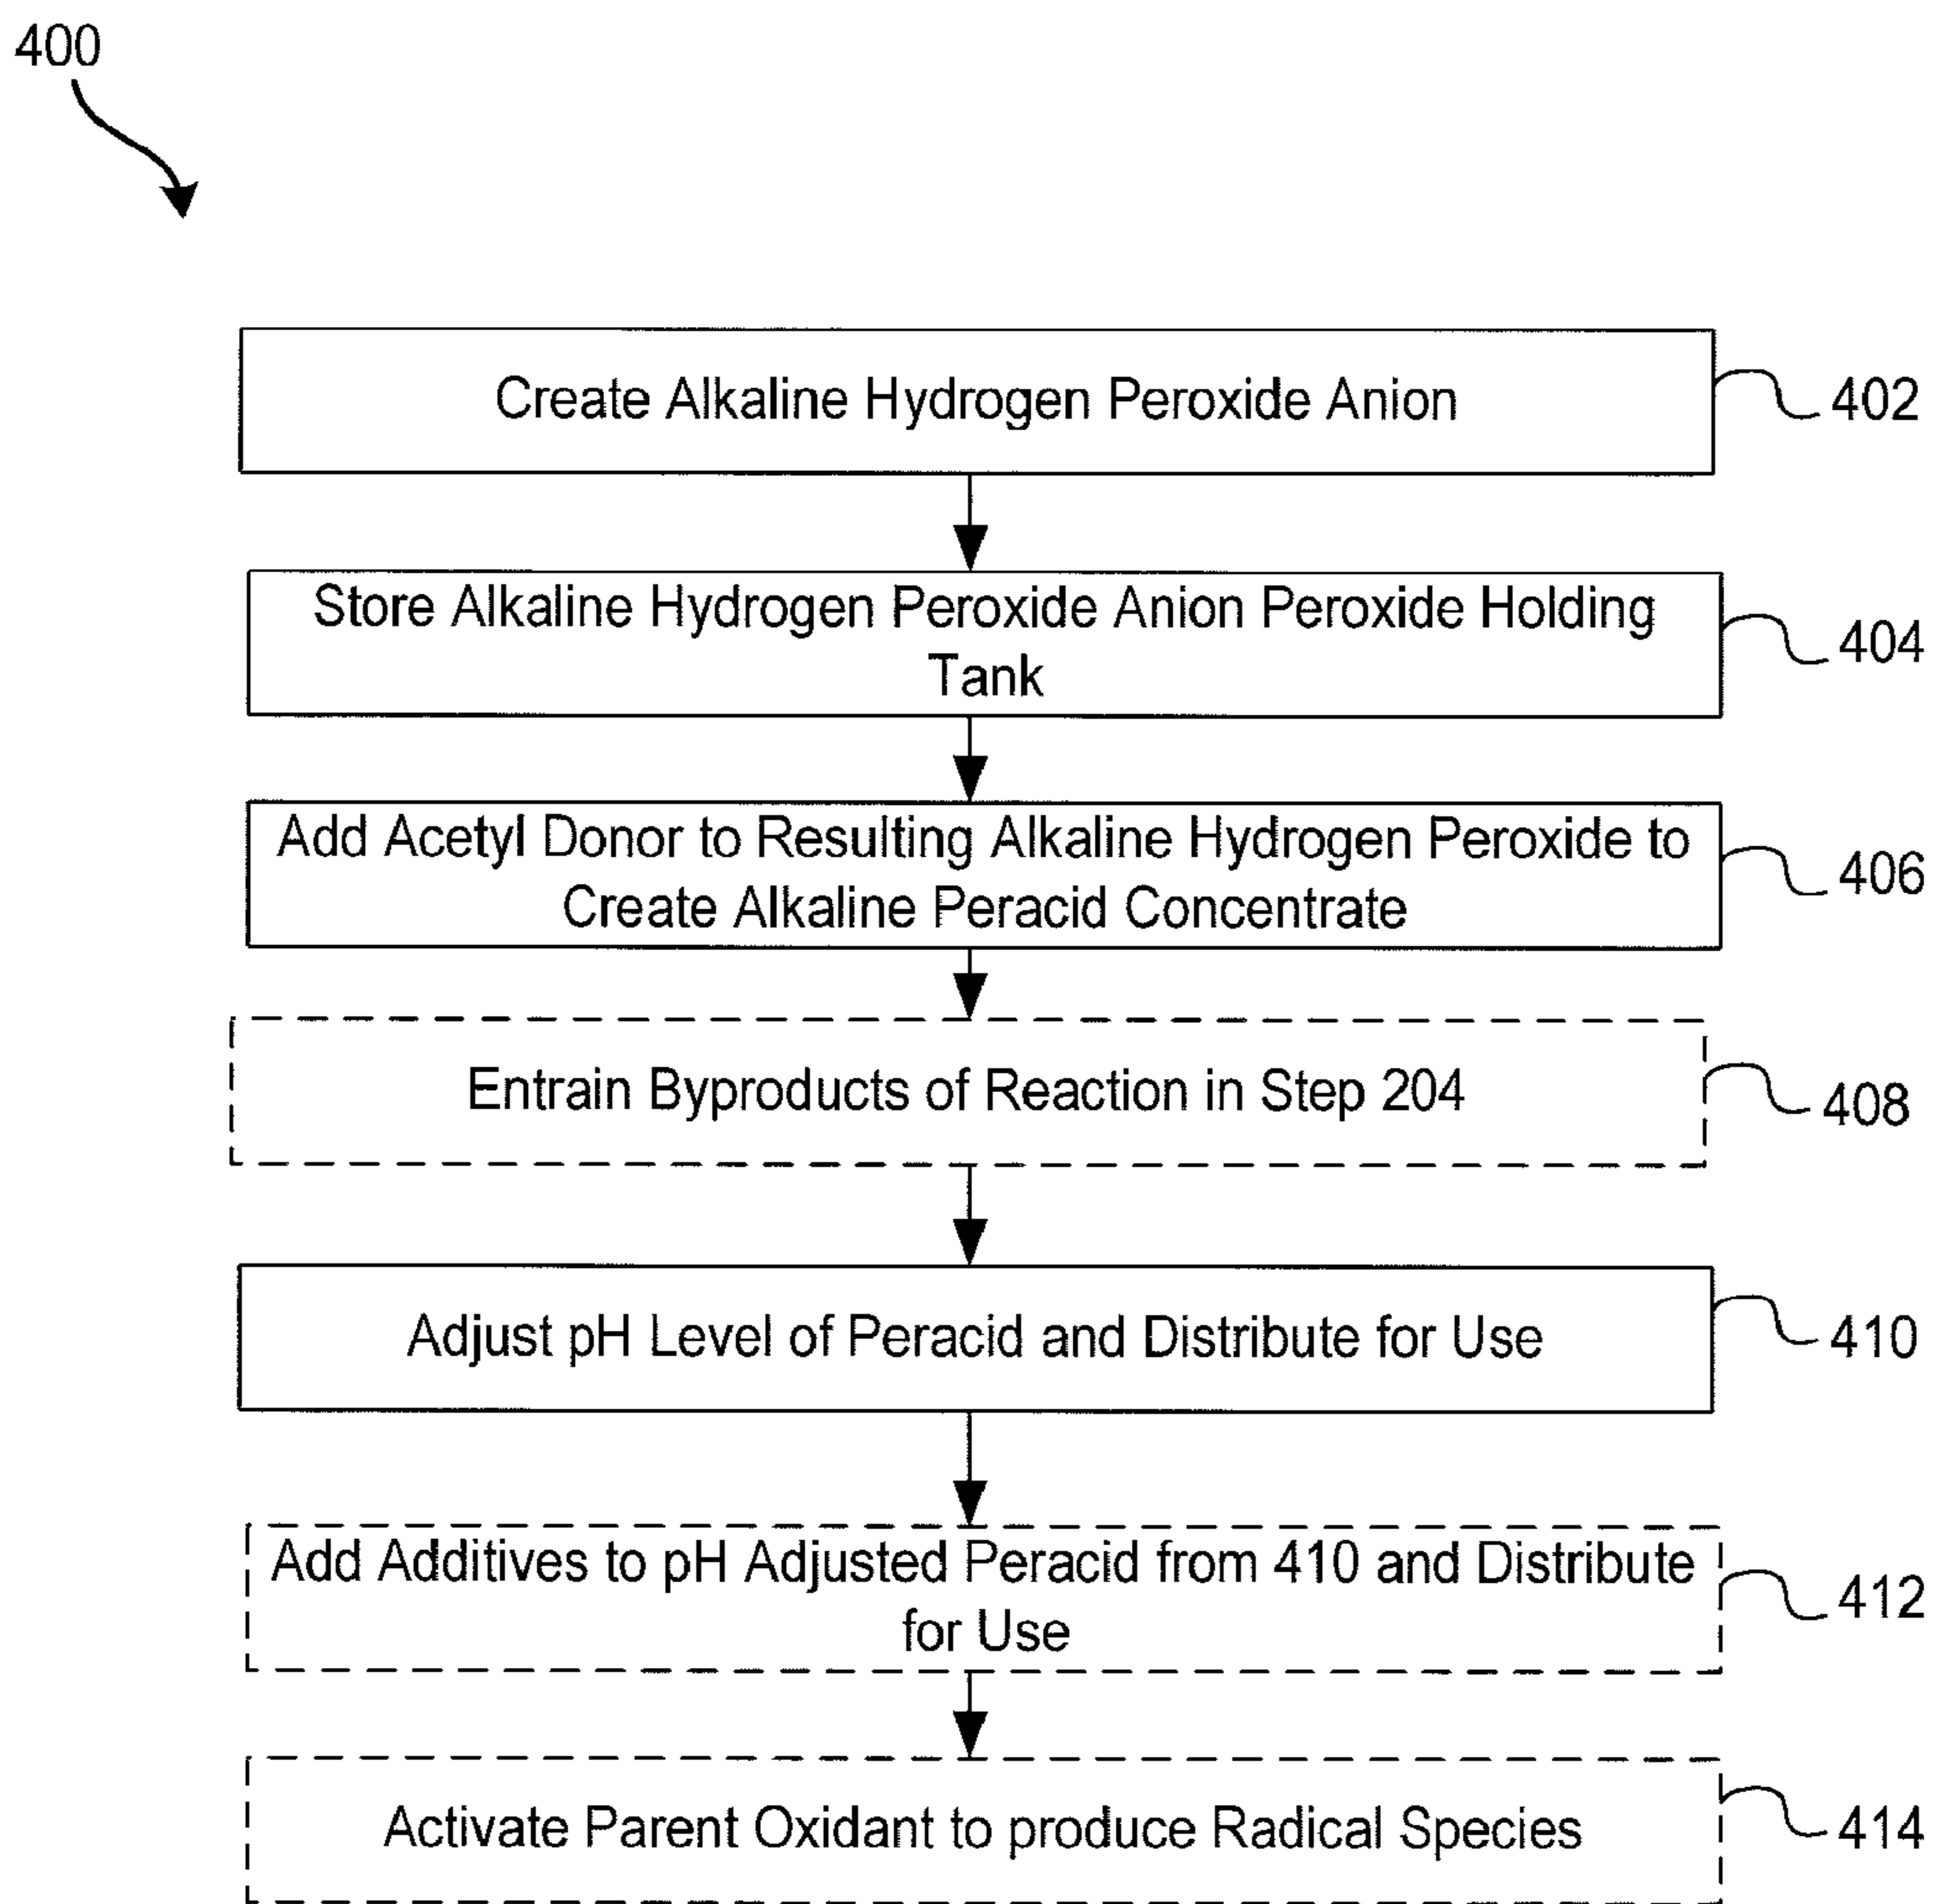 400
Create Alkaline Hydrogen Peroxide Anion
402
Store Alkaline Hydrogen Peroxide Anion Peroxide Holding
Tank
404
Add Acetyl Donor to Resulting Alkaline Hydrogen Peroxide to
Create Alkaline Peracid Concentrate
406
Entrain Byproducts of Reaction in Step 204
408
Adjust pH Level of Peracid and Distribute for Use
410
Add Additives to pH Adjusted Peracid from 410 and Distribute
for Use
412
Activate Parent Oxidant to produce Radical Species
414